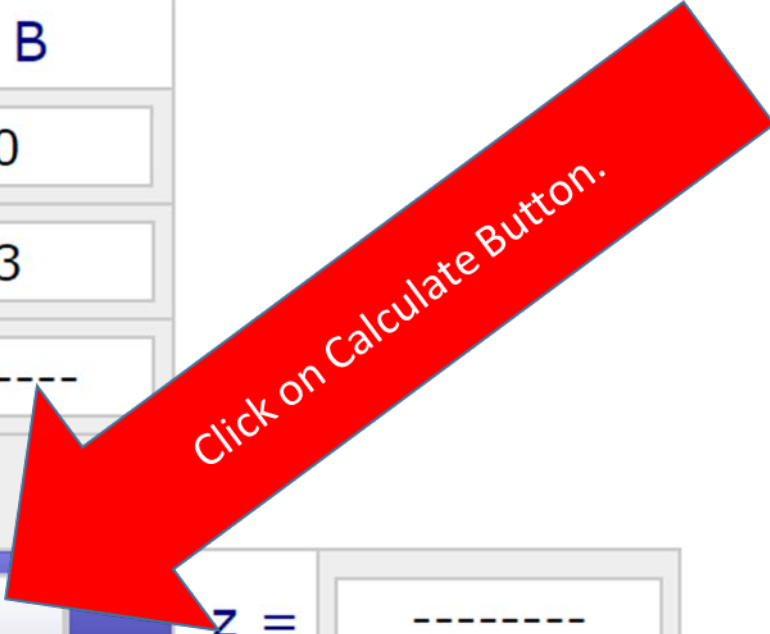 B
0
3
----
Click on Calculate Button.
z = --------